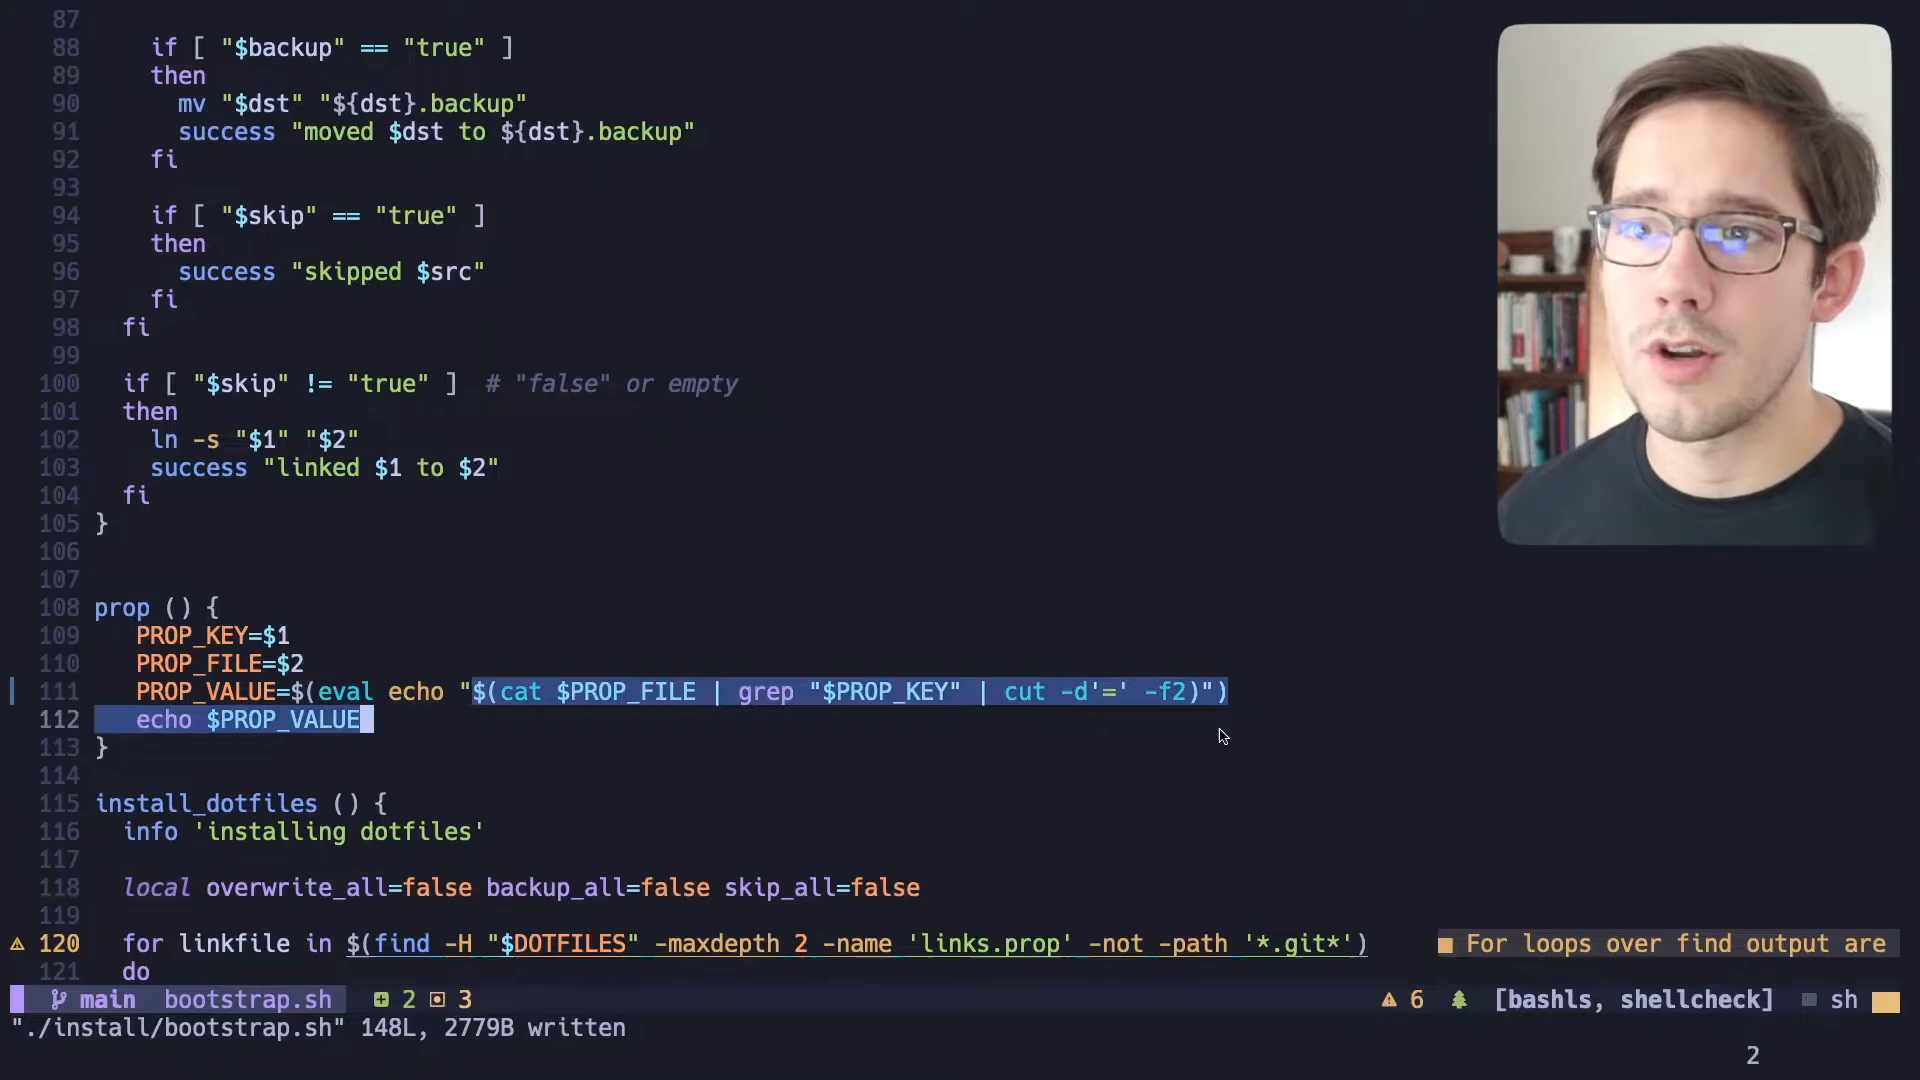 87
88 if [ "$backup" == "true" ]
89 then
90 mv "$dst" "${dst}.backup"
91 success "moved $dst to ${dst}.backup"
92 fi
93
94 if [ "$skip" == "true" ]
95 then
96 success "skipped $src"
97 fi
98 fi
99
100 if [ "$skip" != "true" ]  # "false" or empty
101 then
102 ln -s "$1" "$2"
103 success "linked $1 to $2"
104 fi
105 }
106
107
108 prop () {
109 PROP_KEY=$1
110 PROP_FILE=$2
111 PROP_VALUE=$(eval echo "$(cat $PROP_FILE | grep "$PROP_KEY" | cut -d'=' -f2)")
112 echo $PROP_VALUE
113 }
114
115 install_dotfiles () {
116 info 'installing dotfiles'
117
118 local overwrite_all=false backup_all=false skip_all=false
119
120 for linkfile in $(find -H "$DOTFILES" -maxdepth 2 -name 'links.prop' -not -path '*.git*') ■ For loops over find output are
121 do
main bootstrap.sh 2 3 6 [bashls, shellcheck] sh
"./install/bootstrap.sh" 148L, 2779B written
2